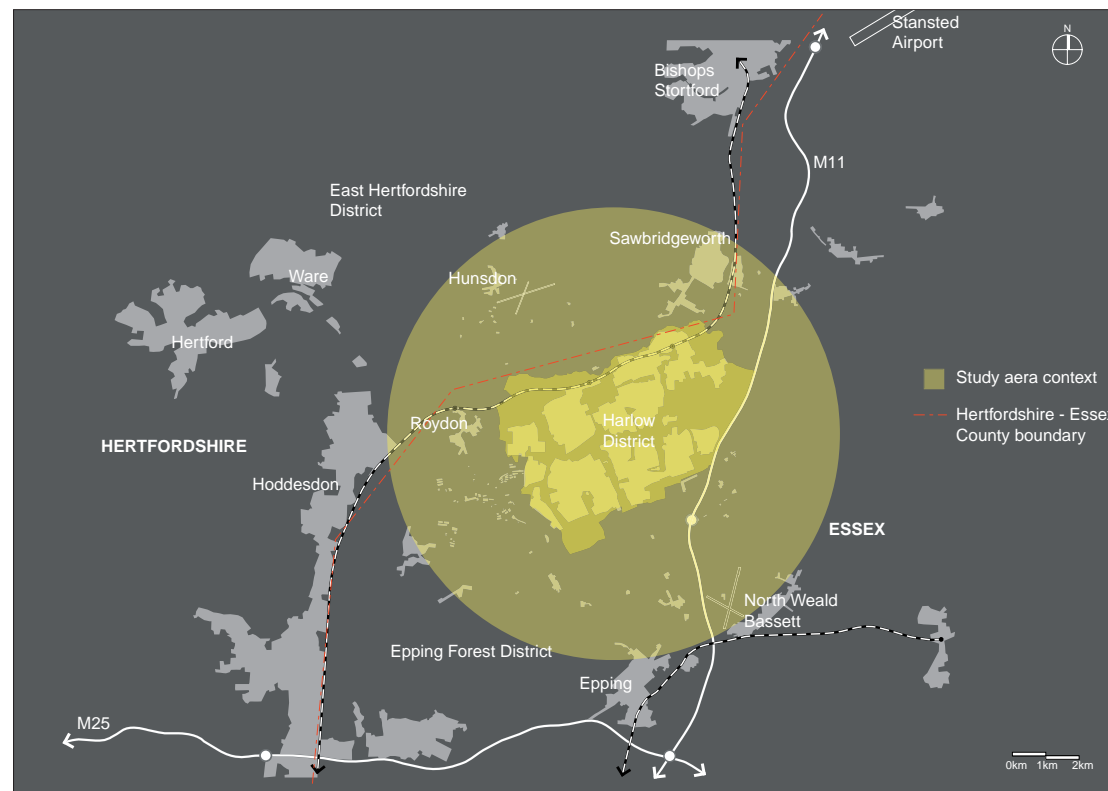 Stansted
Airport
N
Bishops
Stortford
M11
East Hertfordshire
District
Sawbridgeworth
Ware
Hunsdon
Hertford
Study aera context
Hertfordshire - Essex
County boundary
Roydon
Harlow
District
HERTFORDSHIRE
Hoddesdon
ESSEX
North Weald
Bassett
Epping Forest District
Epping
M25
0km 1km 2km